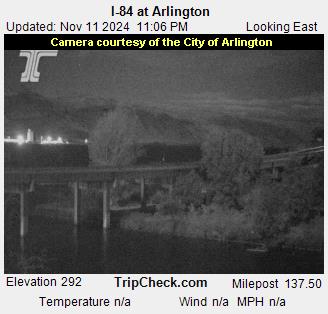 I-84 at Arlington
Updated: Nov 11 2024 11:06 PM Looking East
Camera courtesy of the City of Arlington
Elevation 292 TripCheck.com Milepost 137.50
Temperature n/a Wind n/a MPH n/a